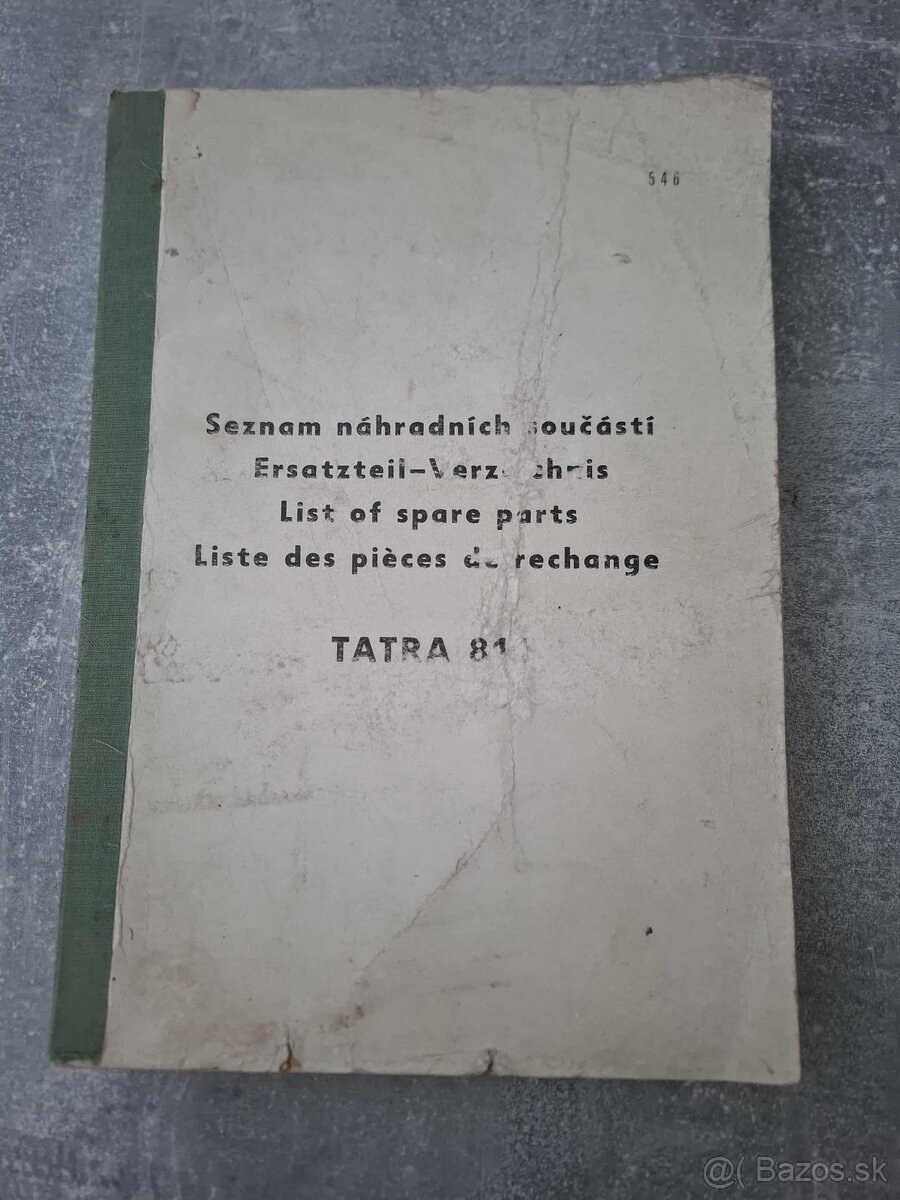 546
Seznam náhradních součástí
Ersatzteil-Verzeichnis
List of spare parts
Liste des pièces de rechange
TATRA 81
@( Bazos.sk